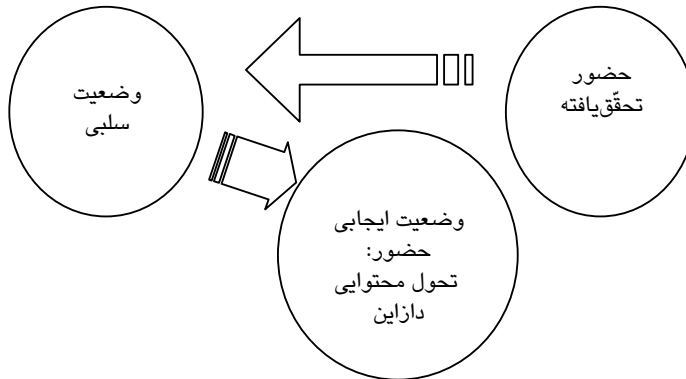 حضور
تحقّق‌یافته
وضعیت
سلبی
وضعیت ایجابی
حضور:
تحول محتوایی
دازاین